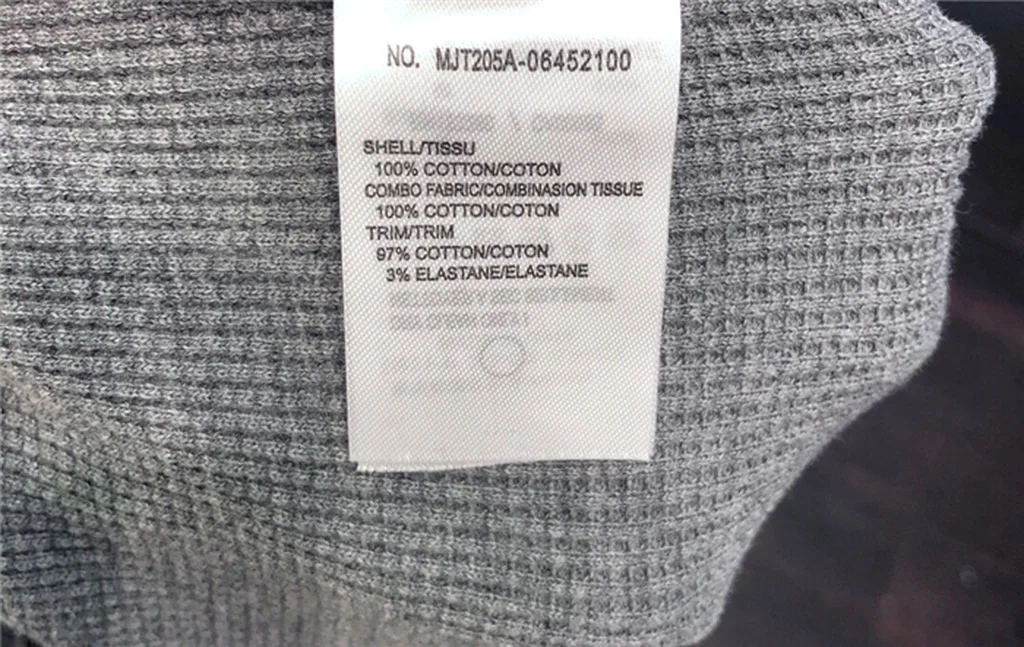 NO. MJT205A-06452100
SHELL/TISSU
100% COTTON/COTON
COMBO FABRIC/COMBINASION TISSUE
100% COTTON/COTON
TRIM/TRIM
97% COTTON/COTON
3% ELASTANE/ELASTANE